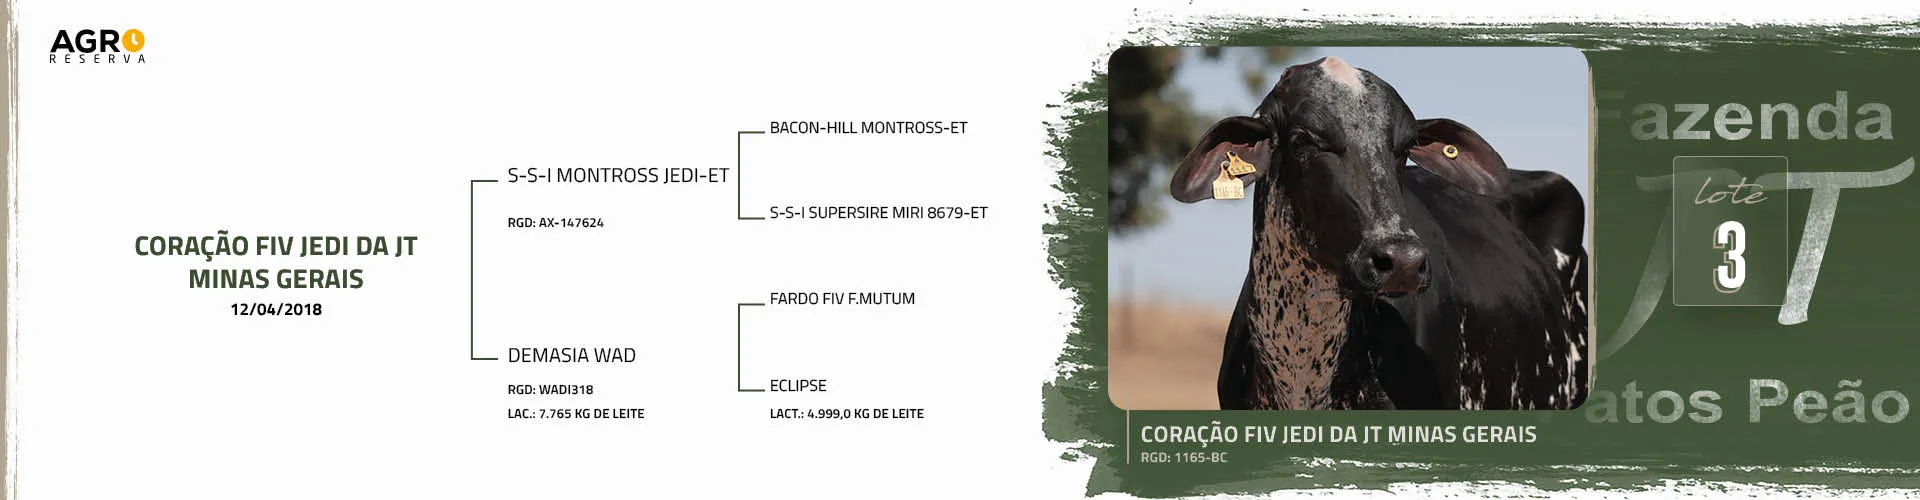 AGRO
RESERVA
CORAÇÃO FIV JEDI DA JT
MINAS GERAIS
12/04/2018
S-S-I MONTROSS JEDI-ET
RGD: AX-147624
DEMASIA WAD
RGD: WADI318
LAC.: 7.765 KG DE LEITE
BACON-HILL MONTROSS-ET
S-S-I SUPERSIRE MIRI 8679-ET
FARDO FIV F.MUTUM
ECLIPSE
LACT.: 4.999,0 KG DE LEITE
1165-BC
CORAÇÃO FIV JEDI DA JT MINAS GERAIS
RGD: 1165-BC
Fazenda
JT
lote
3
atos Peão